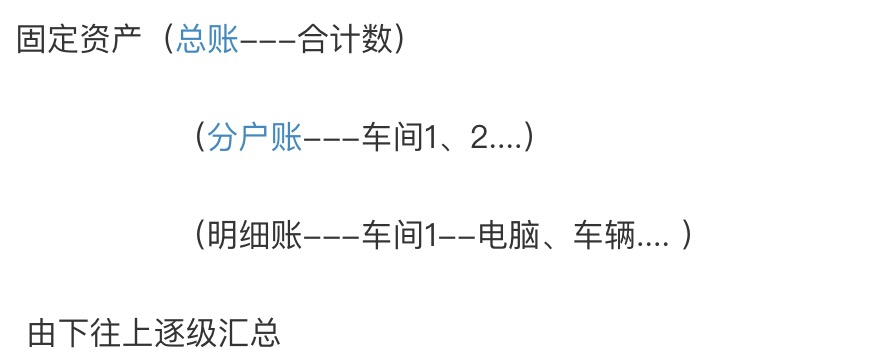 固定资产（总账---合计数）
（分户账---车间1、2....）
（明细账---车间1--电脑、车辆.... ）
由下往上逐级汇总